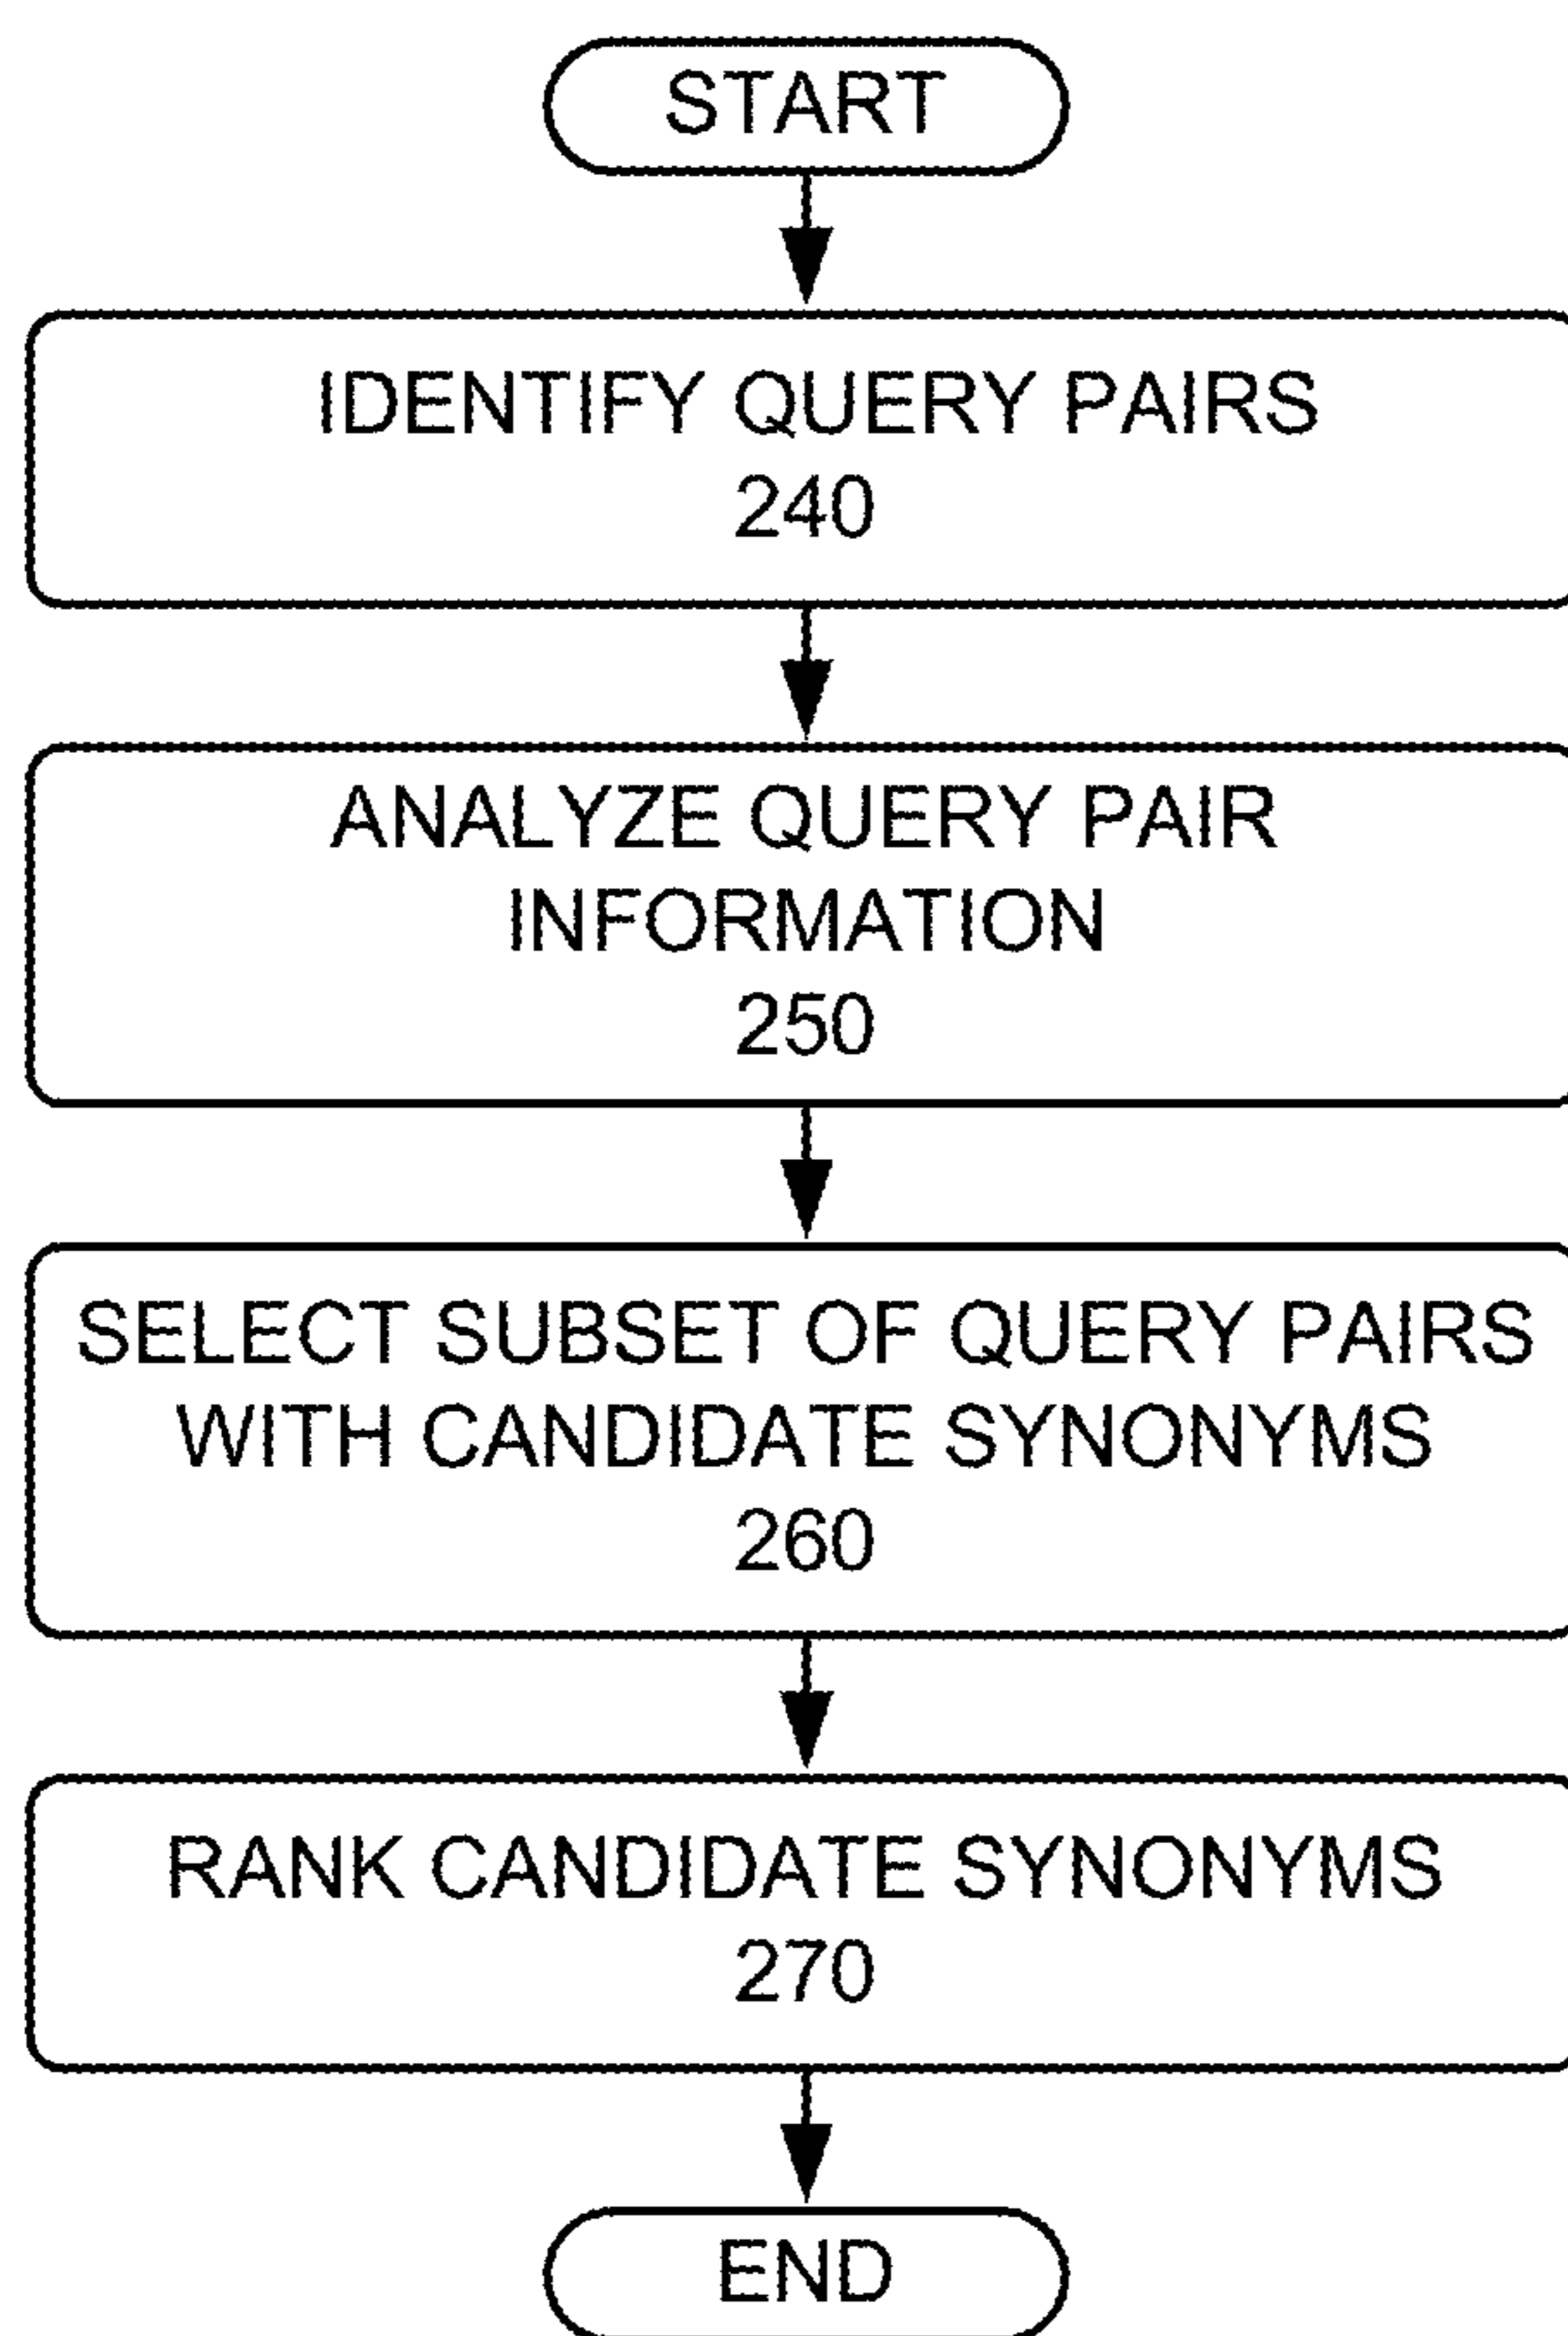 START
IDENTIFY QUERY PAIRS
240
ANALYZE QUERY PAIR
INFORMATION
250
SELECT SUBSET OF QUERY PAIRS
WITH CANDIDATE SYNONYMS
260
RANK CANDIDATE SYNONYMS
270
END